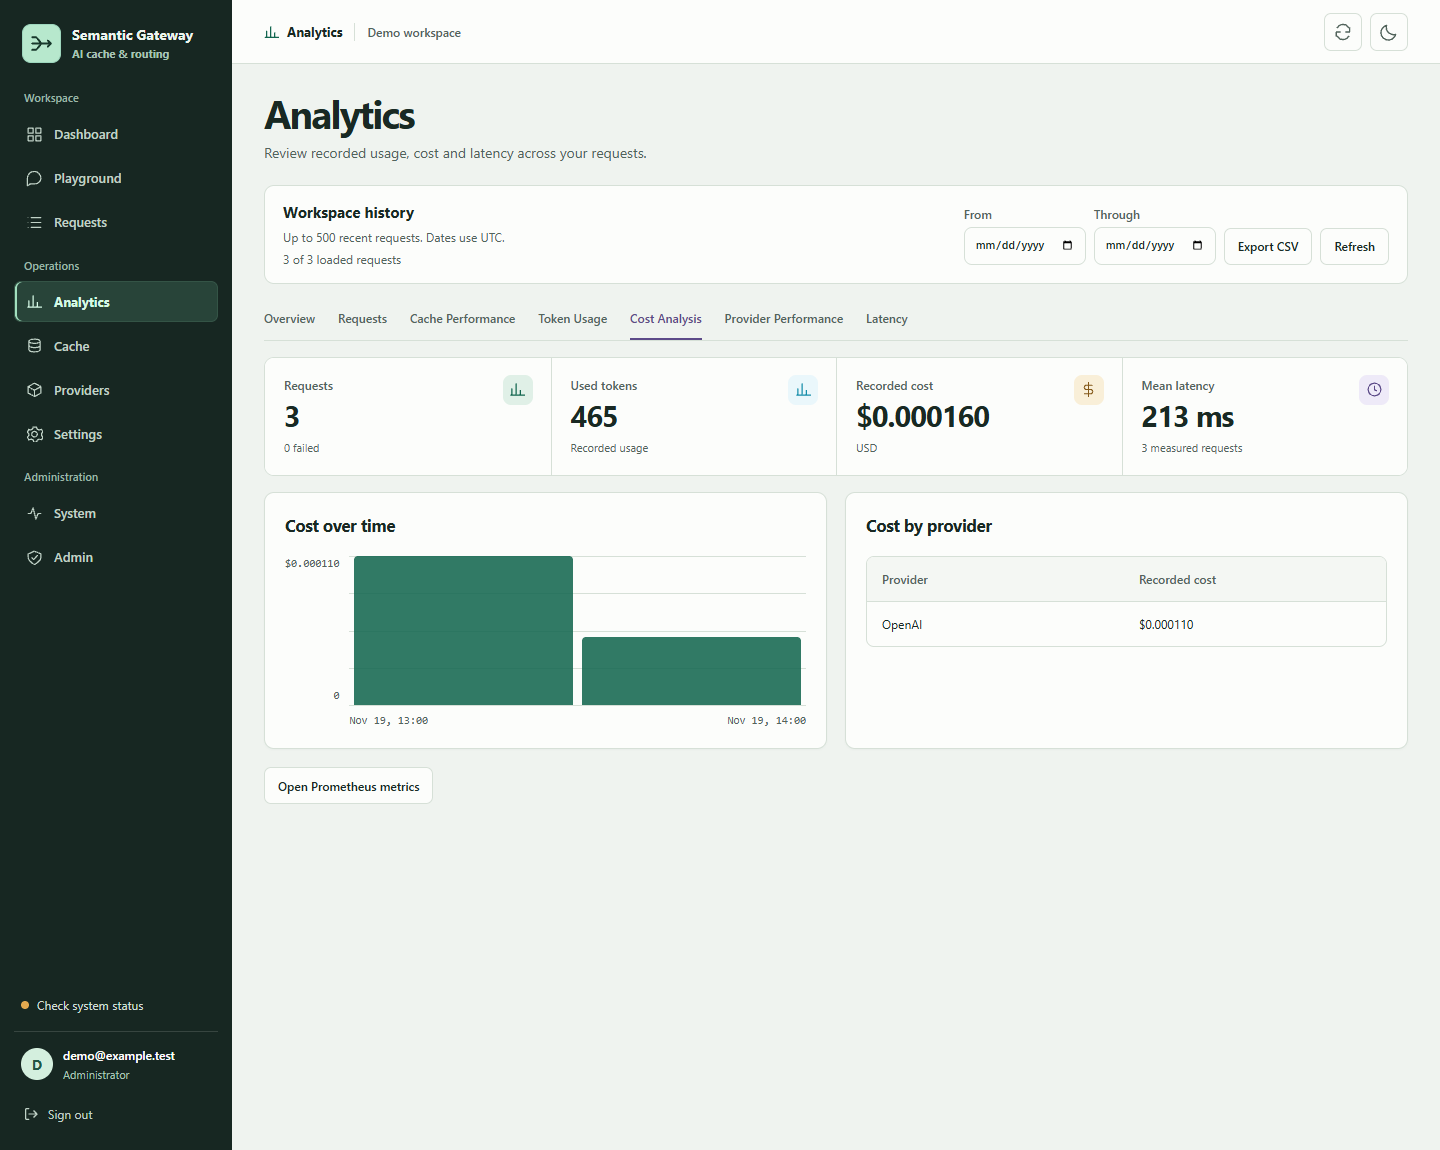 Semantic Gateway
AI cache & routing
Workspace
Dashboard
Playground
Requests
Operations
Analytics
Cache
Providers
Settings
Administration
System
Admin
Check system status
D
demo@example.test
Administrator
Sign out
Analytics
Demo workspace
Analytics
Review recorded usage, cost and latency across your requests.
Workspace history
Up to 500 recent requests. Dates use UTC.
3 of 3 loaded requests
From
mm/dd/yyyy
Through
mm/dd/yyyy
Export CSV
Refresh
Overview
Requests
Cache Performance
Token Usage
Cost Analysis
Provider Performance
Latency
Requests
3
0 failed
Used tokens
465
Recorded usage
Recorded cost
$0.000160
USD
Mean latency
213 ms
3 measured requests
Cost over time
$0.000110
0
Nov 19, 13:00
Nov 19, 14:00
Cost by provider
Provider
Recorded cost
OpenAI
$0.000110
Open Prometheus metrics